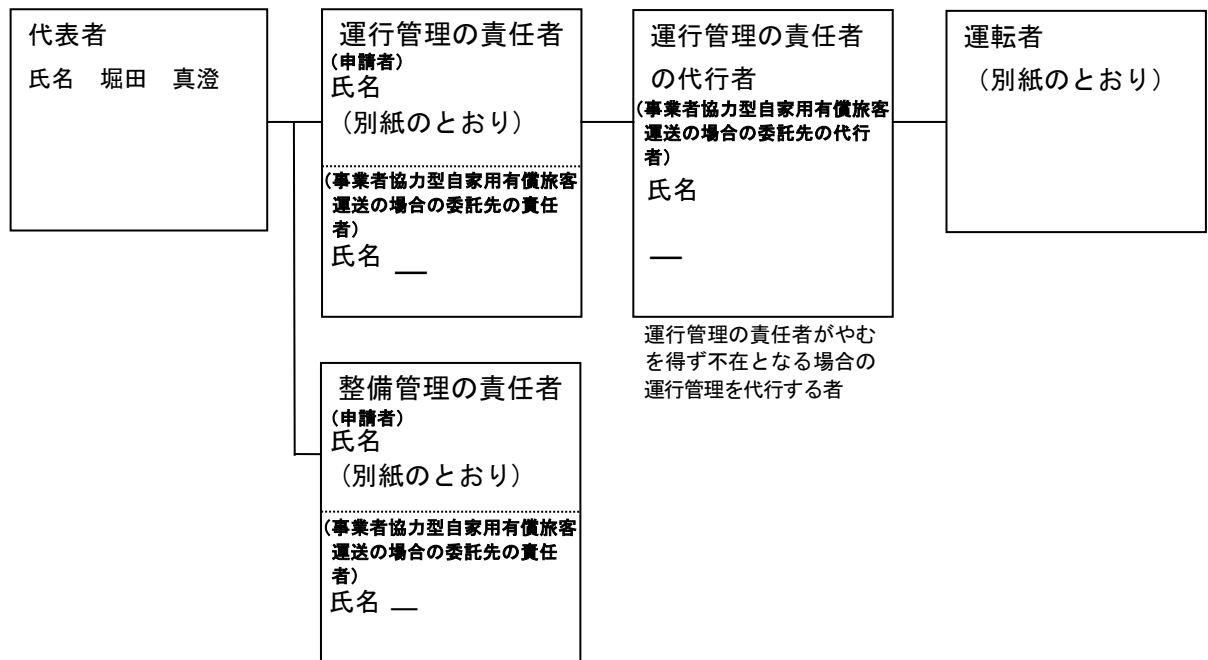 代表者
氏名　堀田　真澄
運行管理の責任者
(申請者)
氏名
(別紙のとおり)
(事業者協力型自家用有償旅客
運送の場合の委託先の責任
者)
氏名 __
運行管理の責任者
の代行者
(事業者協力型自家用有償旅客
運送の場合の委託先の代行
者)
氏名
__
運行管理の責任者がやむ
を得ず不在となる場合の
運行管理を代行する者
運転者
(別紙のとおり)
整備管理の責任者
(申請者)
氏名
(別紙のとおり)
(事業者協力型自家用有償旅客
運送の場合の委託先の責任
者)
氏名 __